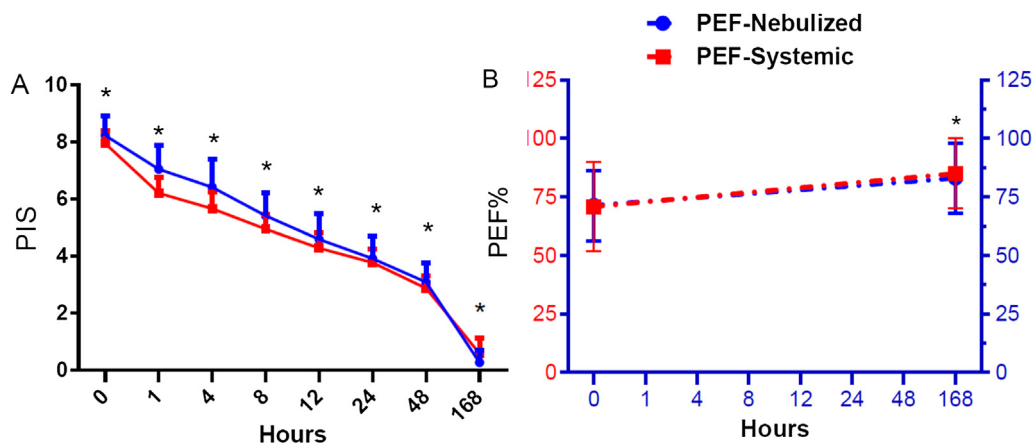 PEF-Nebulized
PEF-Systemic
A
10
8
6
4
2
0
PIS
* * * * * * * *
0 1 4 8 12 24 48 168
Hours
B
125
100
75
50
25
0
PEF%
*
125
100
75
50
25
0
0 1 4 8 12 24 48 168
Hours